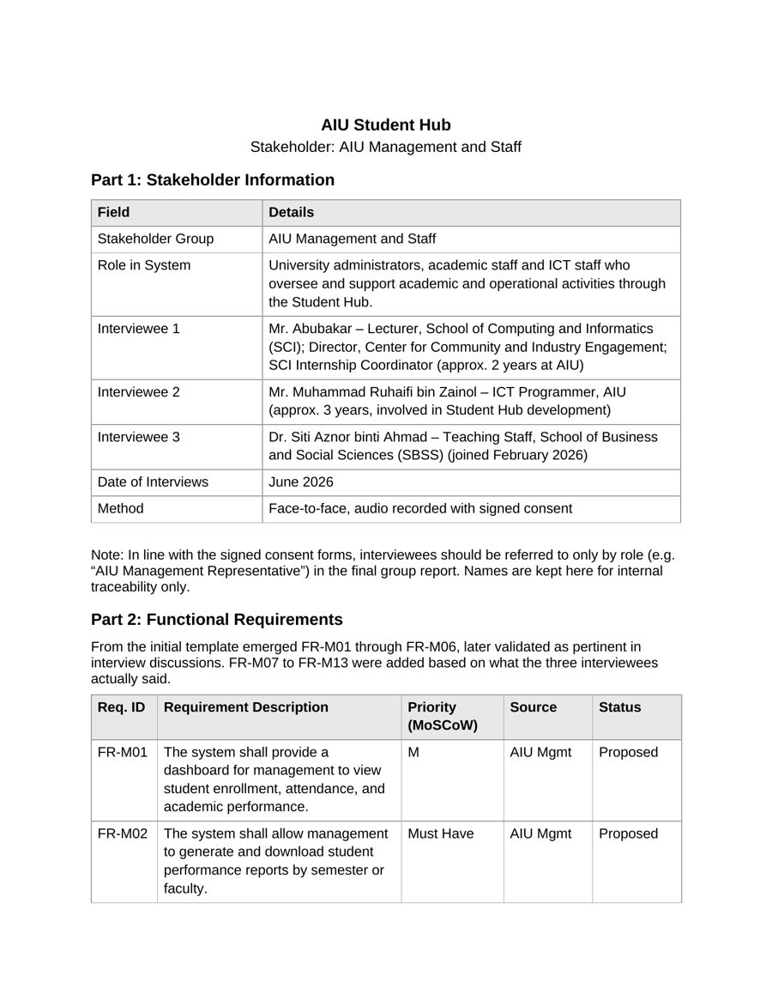 AIU Student Hub
Stakeholder: AIU Management and Staff
Part 1: Stakeholder Information
Field Details
Stakeholder Group AIU Management and Staff
Role in System University administrators, academic staff and ICT staff who
oversee and support academic and operational activities through
the Student Hub.
Interviewee 1 Mr. Abubakar – Lecturer, School of Computing and Informatics
(SCI); Director, Center for Community and Industry Engagement;
SCI Internship Coordinator (approx. 2 years at AIU)
Interviewee 2 Mr. Muhammad Ruhaifi bin Zainol – ICT Programmer, AIU
(approx. 3 years, involved in Student Hub development)
Interviewee 3 Dr. Siti Aznor binti Ahmad – Teaching Staff, School of Business
and Social Sciences (SBSS) (joined February 2026)
Date of Interviews June 2026
Method Face-to-face, audio recorded with signed consent
Note: In line with the signed consent forms, interviewees should be referred to only by role (e.g.
“AIU Management Representative”) in the final group report. Names are kept here for internal
traceability only.
Part 2: Functional Requirements
From the initial template emerged FR-M01 through FR-M06, later validated as pertinent in
interview discussions. FR-M07 to FR-M13 were added based on what the three interviewees
actually said.
Req. ID Requirement Description Priority Source Status
(MoSCoW)
FR-M01 The system shall provide a M AIU Mgmt Proposed
dashboard for management to view
student enrollment, attendance, and
academic performance.
FR-M02 The system shall allow management Must Have AIU Mgmt Proposed
to generate and download student
performance reports by semester or
faculty.